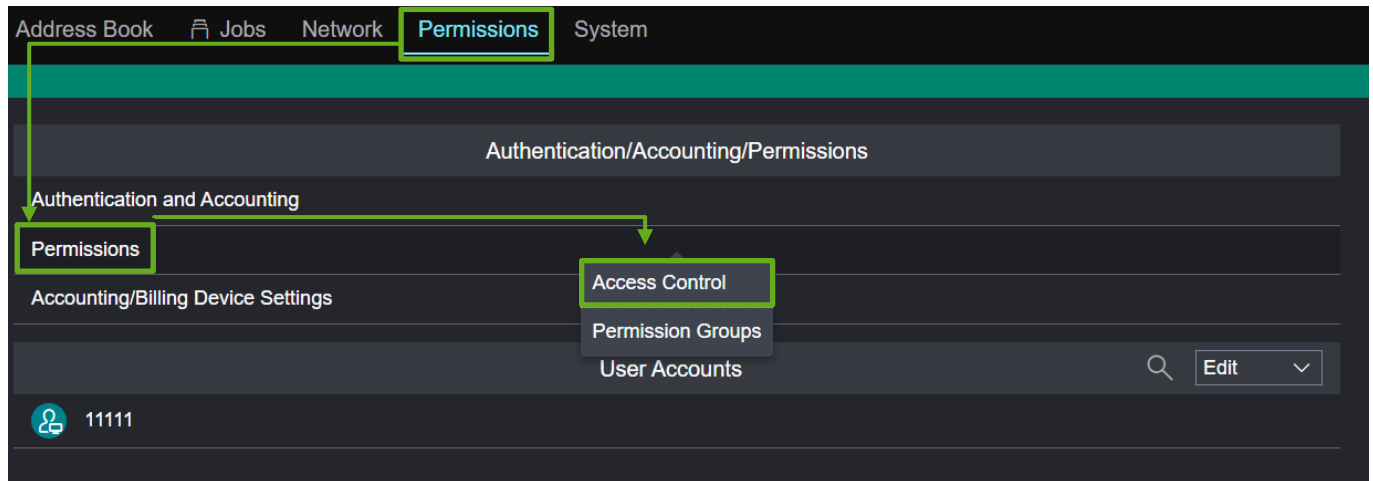 Address Book Jobs Network Permissions System
Authentication/Accounting/Permissions
Authentication and Accounting
Permissions
Access Control
Accounting/Billing Device Settings
Permission Groups
User Accounts Edit
11111